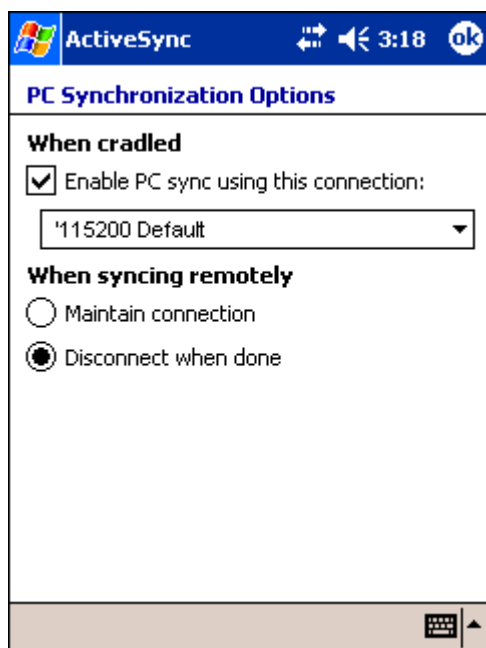 ActiveSync 3:18 ok
PC Synchronization Options
When cradled
Enable PC sync using this connection:
'115200 Default
When syncing remotely
Maintain connection
Disconnect when done